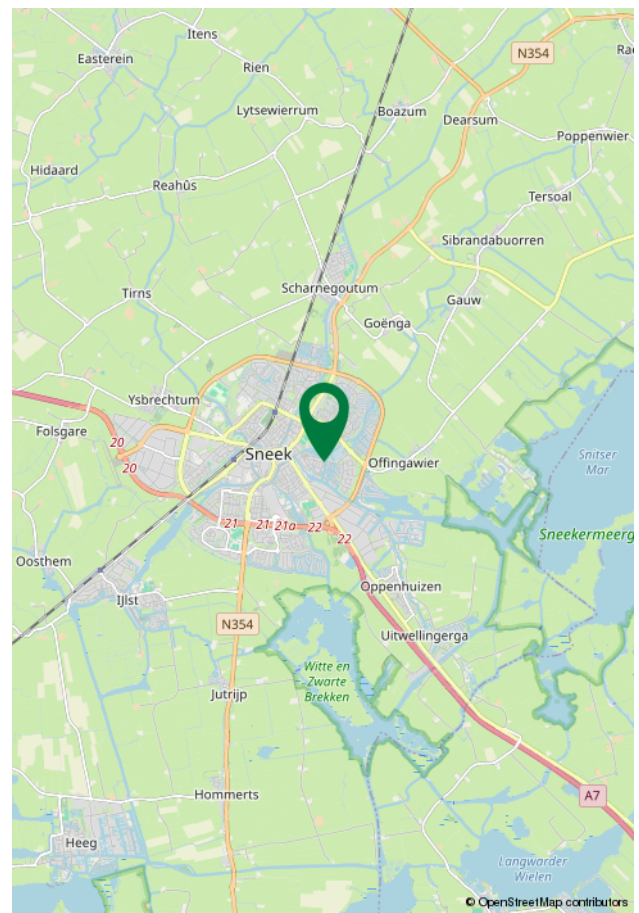 Itens
Easterein
N354
Rien
Lytsewierrum
Boazum
Dearsum
Poppenwier
Hidaard
Reahûs
Tersoal
Sibrandabuorren
Scharnegoutum
Tirns
Gauw
Goënga
Ysbrechtum
Folsgare
20
20
Sneek
Offingawier
Snitser
Mar
21
21
21a
22
22
Sneekermeerg
Oosthem
IJlst
Oppenhuizen
N354
Uitwellingerga
Witte en
Zwarte
Brekken
Jutrijp
Hommerts
A7
Heeg
Langwarder
Wielen
© OpenStreetMap contributors